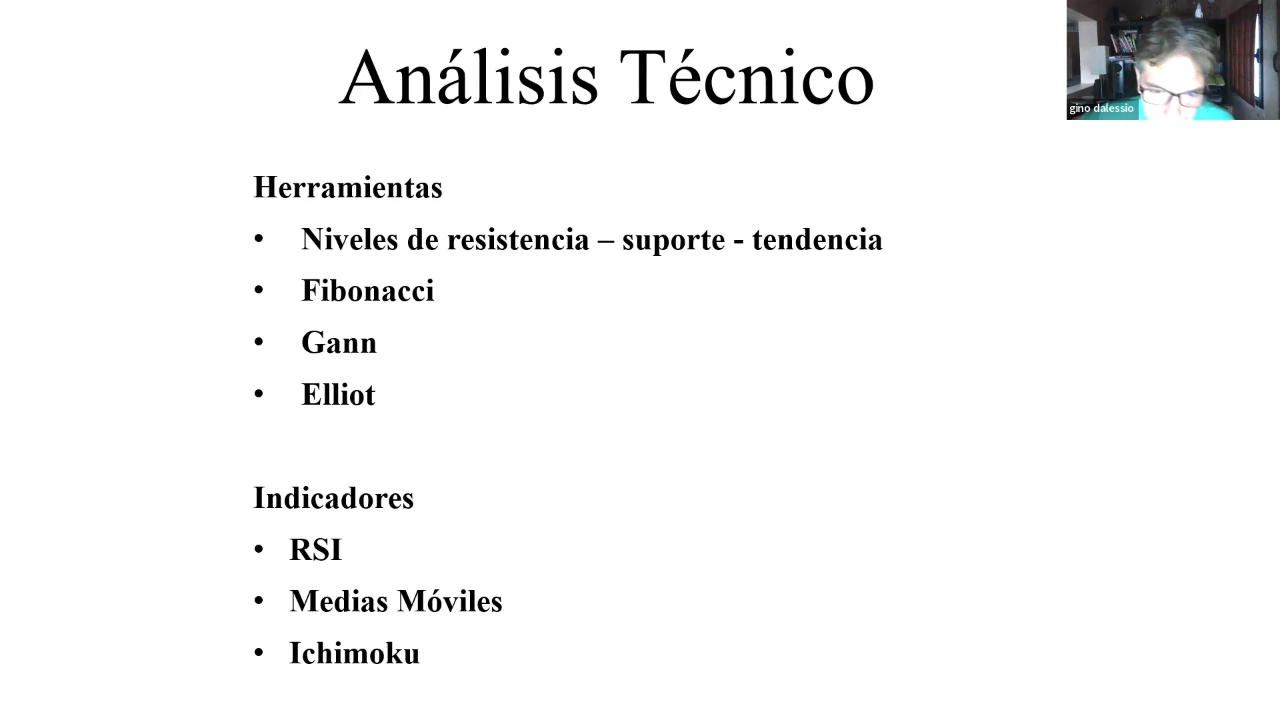 Análisis Técnico
gino dalessio
Herramientas
• Niveles de resistencia – suporte - tendencia
• Fibonacci
• Gann
• Elliot
Indicadores
• RSI
• Medias Móviles
• Ichimoku